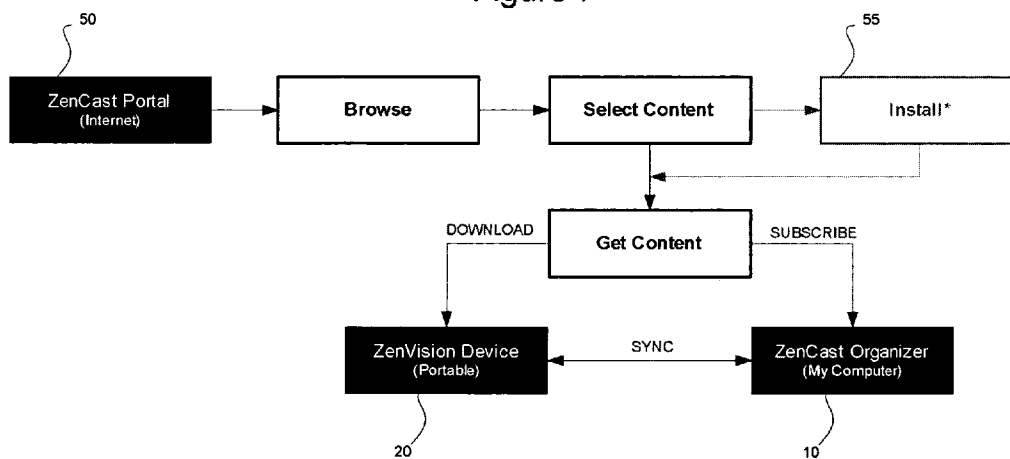 50
55
ZenCast Portal
(Internet)
Browse
Select Content
Install*
DOWNLOAD
Get Content
SUBSCRIBE
ZenVision Device
(Portable)
SYNC
ZenCast Organizer
(My Computer)
20
10